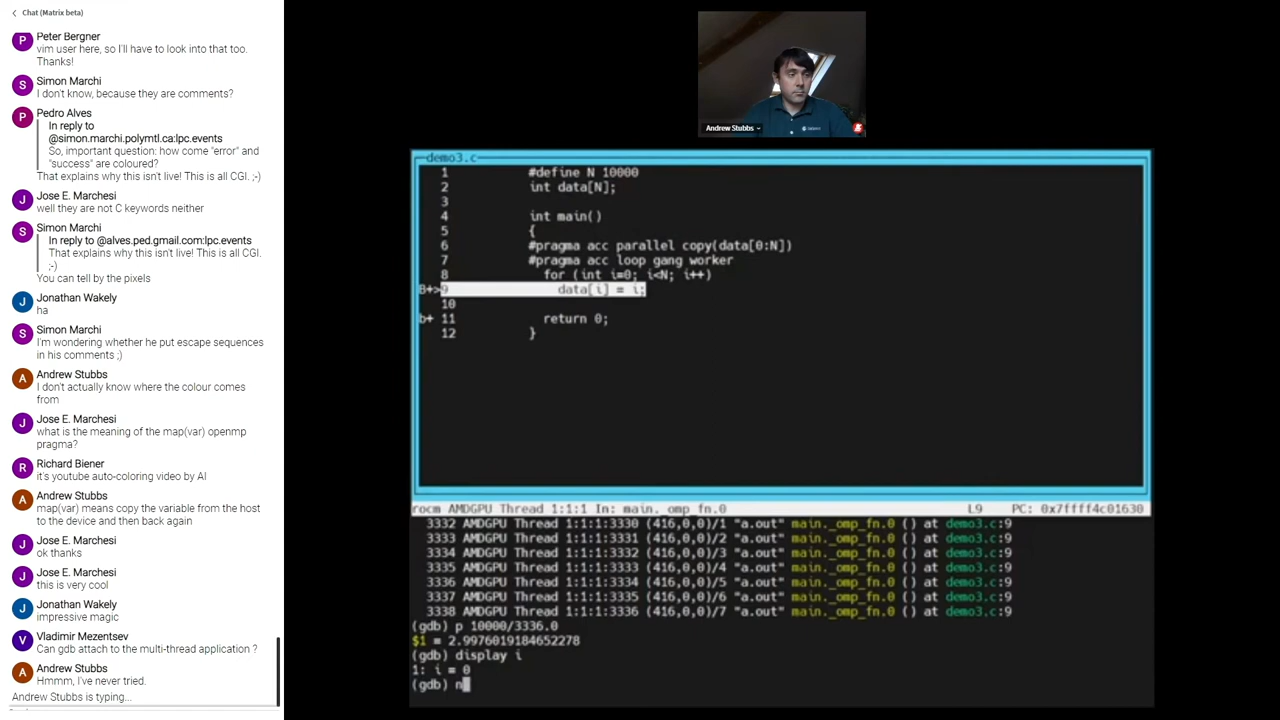 Chat (Matrix beta)
P
Peter Bergner
vim user here, so I'll have to look into that too.
Thanks!
S
Simon Marchi
I don't know, because they are comments?
P
Pedro Alves
In reply to
@simon.marchi.polymtl.ca:lpc.events
So, important question: how come "error" and
"success" are coloured?
That explains why this isn't live! This is all CGI. ;-)
J
Jose E. Marchesi
well they are not C keywords neither
S
Simon Marchi
In reply to @alves.ped.gmail.com:lpc.events
That explains why this isn't live! This is all CGI.
;-)
You can tell by the pixels
J
Jonathan Wakely
ha
S
Simon Marchi
I'm wondering whether he put escape sequences
in his comments ;)
A
Andrew Stubbs
I don't actually know where the colour comes
from
J
Jose E. Marchesi
what is the meaning of the map(var) openmp
pragma?
R
Richard Biener
it's youtube auto-coloring video by AI
A
Andrew Stubbs
map(var) means copy the variable from the host
to the device and then back again
J
Jose E. Marchesi
ok thanks
J
Jose E. Marchesi
this is very cool
J
Jonathan Wakely
impressive magic
V
Vladimir Mezentsev
Can gdb attach to the multi-thread application ?
A
Andrew Stubbs
Hmmm, I've never tried.
Andrew Stubbs is typing...
Andrew Stubbs
demo3.c
1 #define N 10000
2 int data[N];
3
4 int main()
5 {
6 #pragma acc parallel copy(data[0:N])
7 #pragma acc loop gang worker
8 for (int i=0; i<N; i++)
B+>9 data[i] = i;
10
b+ 11 return 0;
12 }
rocm AMDGPU Thread 1:1:1:1 In: main._omp_fn.0 L9 PC: 0x7ffff4c01630
3332 AMDGPU Thread 1:1:1:3330 (416,0,0)/1 "a.out" main._omp_fn.0 () at demo3.c:9
3333 AMDGPU Thread 1:1:1:3331 (416,0,0)/2 "a.out" main._omp_fn.0 () at demo3.c:9
3334 AMDGPU Thread 1:1:1:3332 (416,0,0)/3 "a.out" main._omp_fn.0 () at demo3.c:9
3335 AMDGPU Thread 1:1:1:3333 (416,0,0)/4 "a.out" main._omp_fn.0 () at demo3.c:9
3336 AMDGPU Thread 1:1:1:3334 (416,0,0)/5 "a.out" main._omp_fn.0 () at demo3.c:9
3337 AMDGPU Thread 1:1:1:3335 (416,0,0)/6 "a.out" main._omp_fn.0 () at demo3.c:9
3338 AMDGPU Thread 1:1:1:3336 (416,0,0)/7 "a.out" main._omp_fn.0 () at demo3.c:9
(gdb) p 10000/3336.0
$1 = 2.9976019184652278
(gdb) display i
1: i = 0
(gdb) n